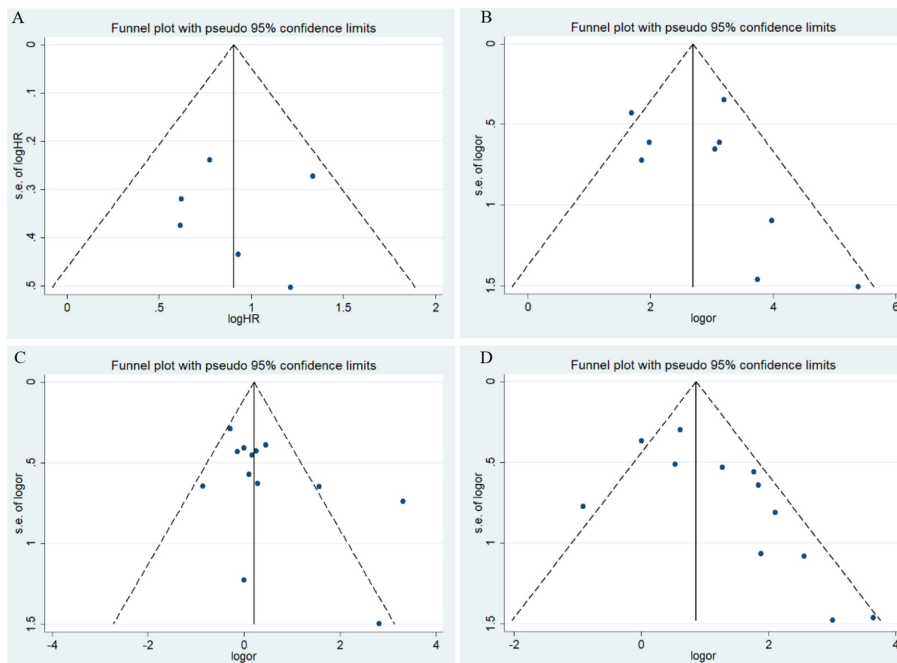 A
Funnel plot with pseudo 95% confidence limits
s.e. of logHR
0
.1
.2
.3
.4
.5
0
.5
1
1.5
2
logHR
B
Funnel plot with pseudo 95% confidence limits
s.e. of logor
0
.5
1
1.5
0
2
4
6
logor
C
Funnel plot with pseudo 95% confidence limits
s.e. of logor
0
.5
1
1.5
-4
-2
0
2
4
logor
D
Funnel plot with pseudo 95% confidence limits
s.e. of logor
0
.5
1
1.5
-2
0
2
4
logor